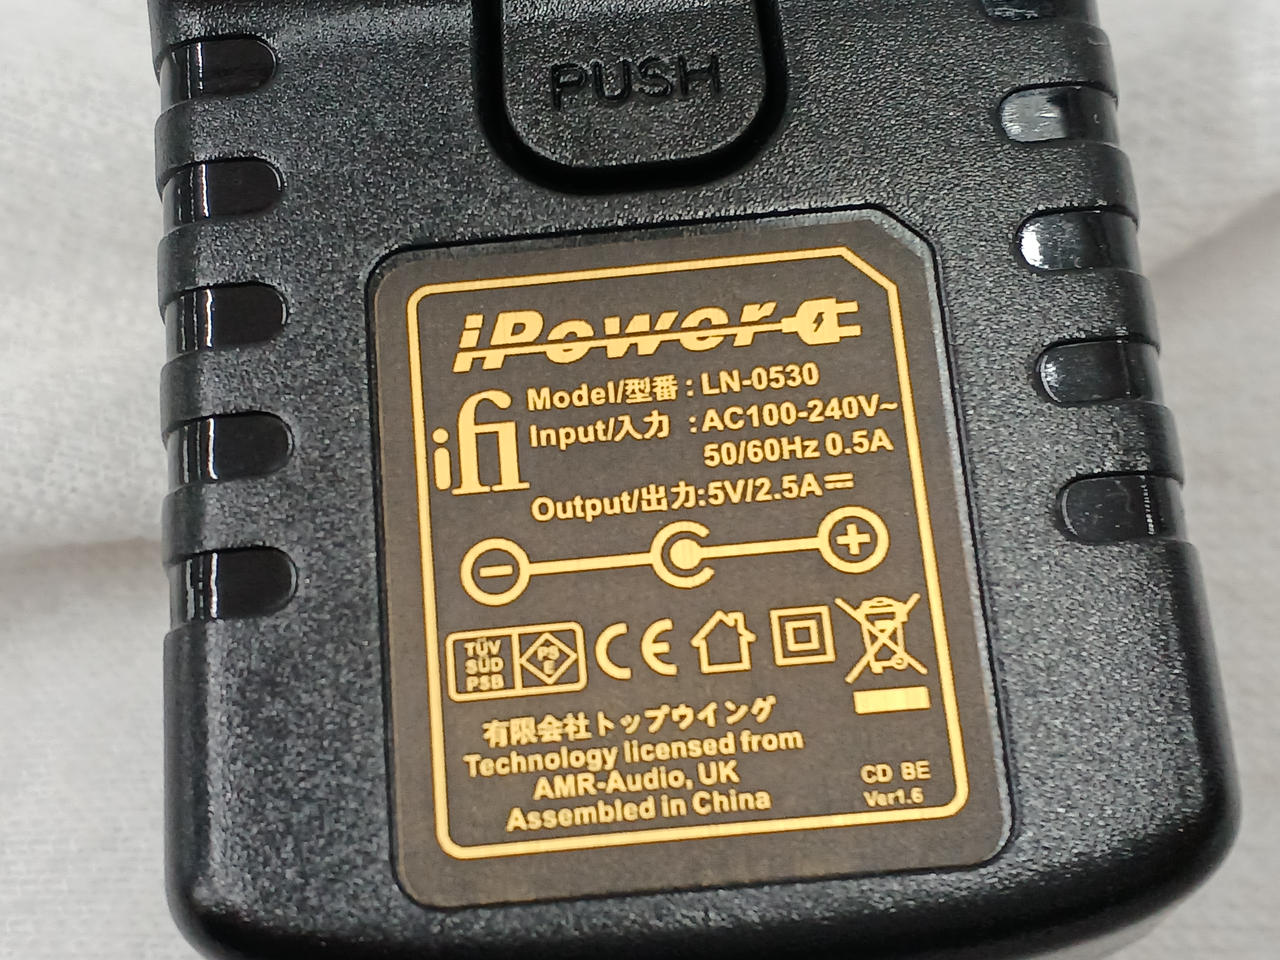 PUSH
iPower
ifi
Model/型番 : LN-0530
Input/入力 : AC100-240V~
50/60Hz 0.5A
Output/出力:5V/2.5A⎓
TÜV
SÜD
PSB
PS
E
CE
有限会社トップウイング
Technology licensed from
AMR-Audio, UK
Assembled in China
CD BE
Ver1.6